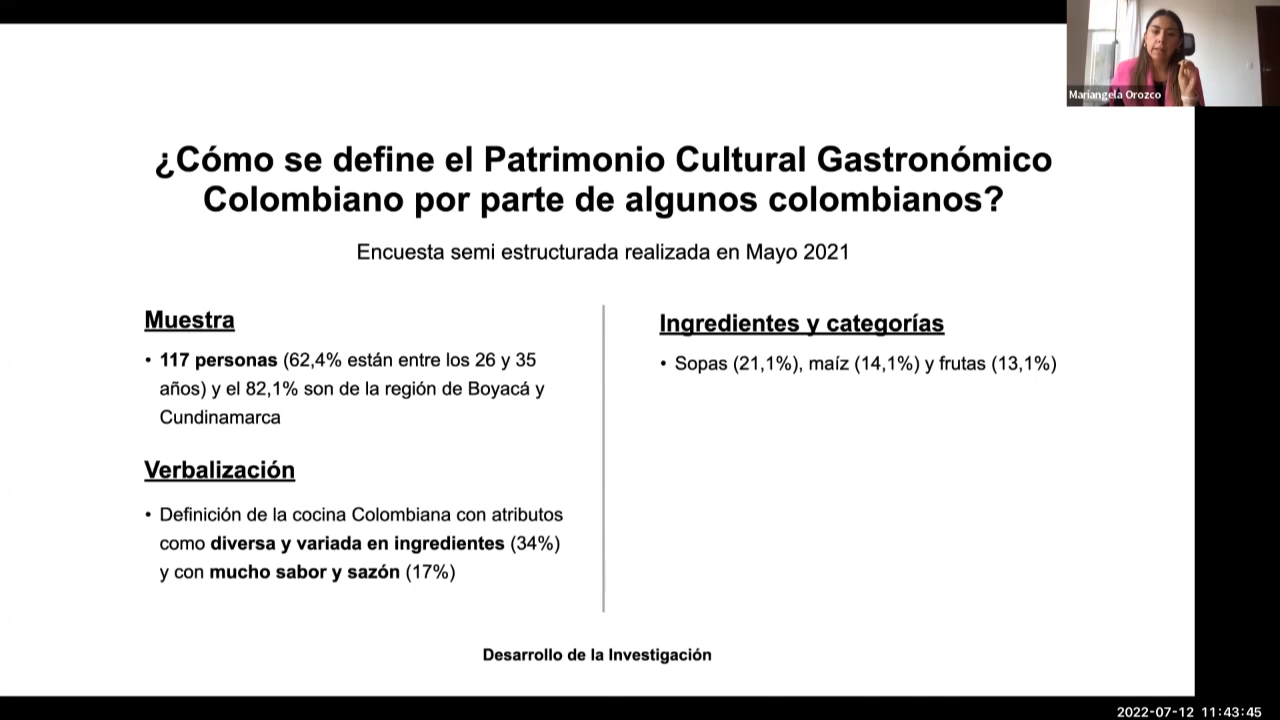 Mariangela Orozco
¿Cómo se define el Patrimonio Cultural Gastronómico
Colombiano por parte de algunos colombianos?
Encuesta semi estructurada realizada en Mayo 2021
Muestra
• 117 personas (62,4% están entre los 26 y 35
años) y el 82,1% son de la región de Boyacá y
Cundinamarca
Verbalización
• Definición de la cocina Colombiana con atributos
como diversa y variada en ingredientes (34%)
y con mucho sabor y sazón (17%)
Ingredientes y categorías
• Sopas (21,1%), maíz (14,1%) y frutas (13,1%)
Desarrollo de la Investigación
2022-07-12 11:43:45